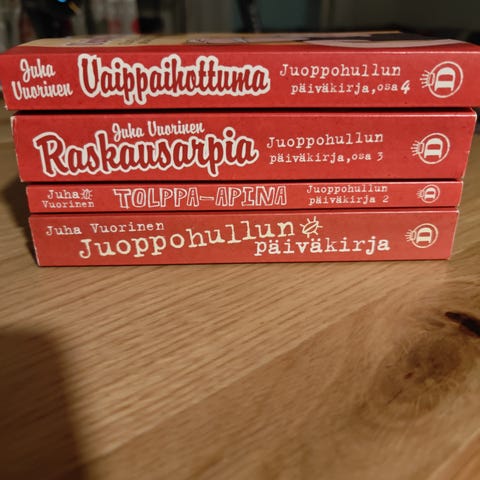 Juha
Vuorinen
Vaippaihottuma
Juoppohullun
päiväkirja, osa 4
D
Juha Vuorinen
Raskausarpia
Juoppohullun
päiväkirja, osa 3
D
Juha
Vuorinen
TOLPPA-APINA
Juoppohullun
päiväkirja 2
D
Juha Vuorinen
Juoppohullun
päiväkirja
D